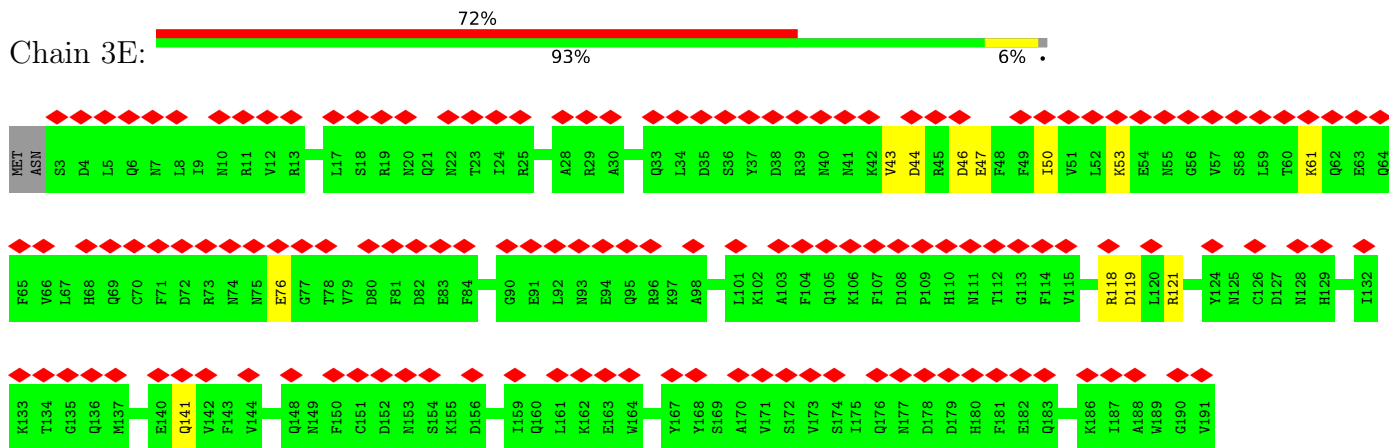 72%
Chain 3E:
93% 6% •
MET ASN S3 D4 L5 Q6 N7 L8 I9 N10 R11 V12 R13 L17 S18 R19 N20 Q21 N22 T23 I24 R25 A28 R29 A30 Q33 L34 D35 S36 Y37 D38 R39 N40 N41 K42 V43 D44 R45 D46 E47 F48 F49 I50 V51 L52 K53 E54 N55 G56 V57 S58 L59 T60 K61 Q62 E63 Q64
F65 V66 L67 H68 Q69 C70 F71 D72 R73 N74 N75 E76 G77 T78 V79 D80 F81 D82 E83 F84 G90 E91 L92 N93 E94 Q95 R96 K97 A98 L101 K102 A103 F104 Q105 K106 F107 D108 P109 H110 N111 T112 G113 F114 V115 R118 D119 L120 R121 Y124 N125 C126 D127 N128 H129 I132
K133 T134 G135 Q136 M137 E140 Q141 V142 F143 V144 Q148 N149 F150 C151 D152 N153 S154 K155 D156 I159 Q160 L161 K162 E163 W164 Y167 Y168 S169 A170 V171 S172 V173 S174 I175 Q176 N177 D178 D179 H180 F181 E182 Q183 K186 I187 A188 W189 G190 V191